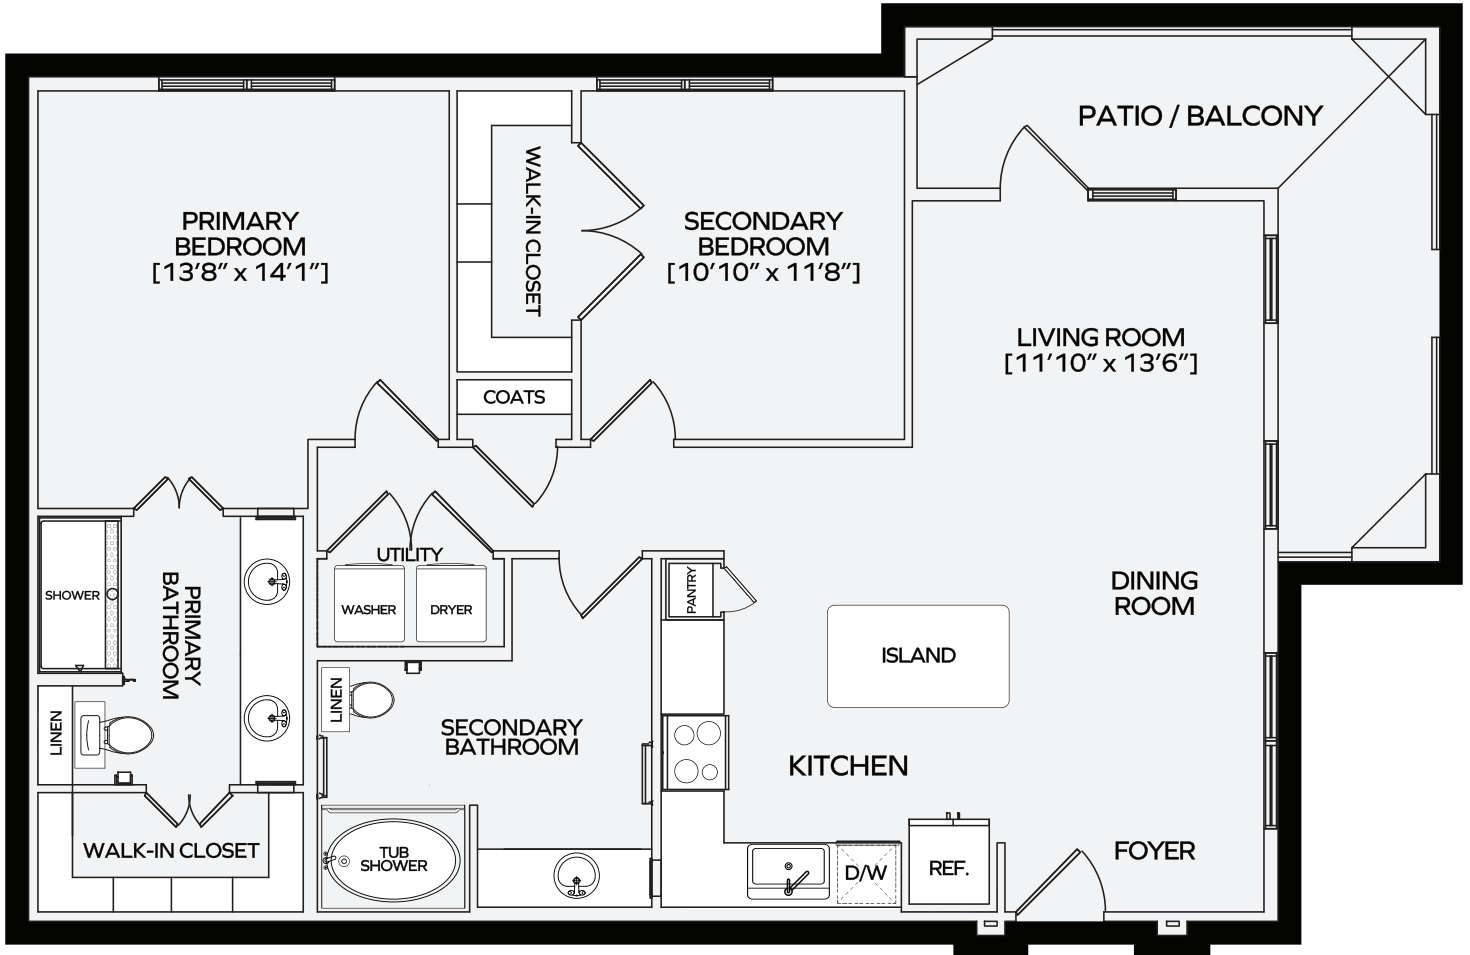 PATIO / BALCONY
PRIMARY
BEDROOM
[13’8” x 14’1”]
WALK-IN CLOSET
SECONDARY
BEDROOM
[10’10” x 11’8”]
LIVING ROOM
[11’10” x 13’6”]
COATS
UTILITY
WASHER
DRYER
SHOWER
PRIMARY
BATHROOM
PANTRY
DINING
ROOM
ISLAND
LINEN
LINEN
SECONDARY
BATHROOM
KITCHEN
WALK-IN CLOSET
TUB
SHOWER
D/W
REF.
FOYER